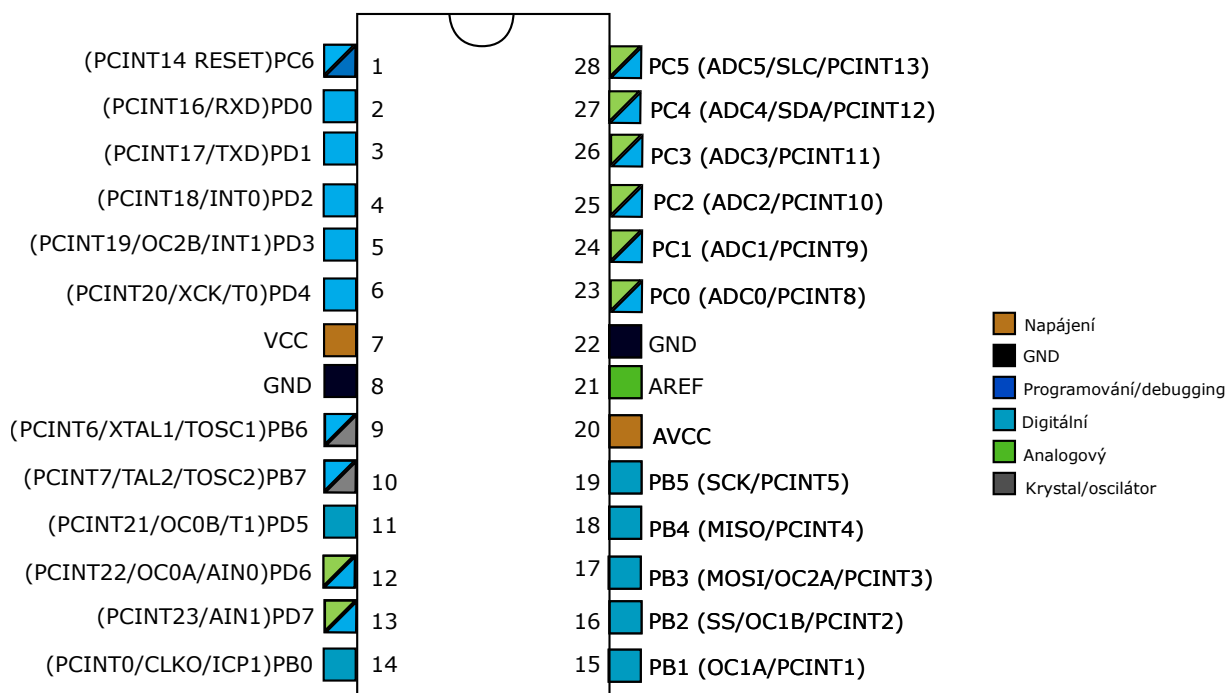 (PCINT14 RESET)PC6 1
(PCINT16/RXD)PD0 2
(PCINT17/TXD)PD1 3
(PCINT18/INT0)PD2 4
(PCINT19/OC2B/INT1)PD3 5
(PCINT20/XCK/T0)PD4 6
VCC 7
GND 8
(PCINT6/XTAL1/TOSC1)PB6 9
(PCINT7/TAL2/TOSC2)PB7 10
(PCINT21/OC0B/T1)PD5 11
(PCINT22/OC0A/AIN0)PD6 12
(PCINT23/AIN1)PD7 13
(PCINT0/CLKO/ICP1)PB0 14
28 PC5 (ADC5/SLC/PCINT13)
27 PC4 (ADC4/SDA/PCINT12)
26 PC3 (ADC3/PCINT11)
25 PC2 (ADC2/PCINT10)
24 PC1 (ADC1/PCINT9)
23 PC0 (ADC0/PCINT8)
22 GND
21 AREF
20 AVCC
19 PB5 (SCK/PCINT5)
18 PB4 (MISO/PCINT4)
17 PB3 (MOSI/OC2A/PCINT3)
16 PB2 (SS/OC1B/PCINT2)
15 PB1 (OC1A/PCINT1)
Napájení
GND
Programování/debugging
Digitální
Analogový
Krystal/oscilátor